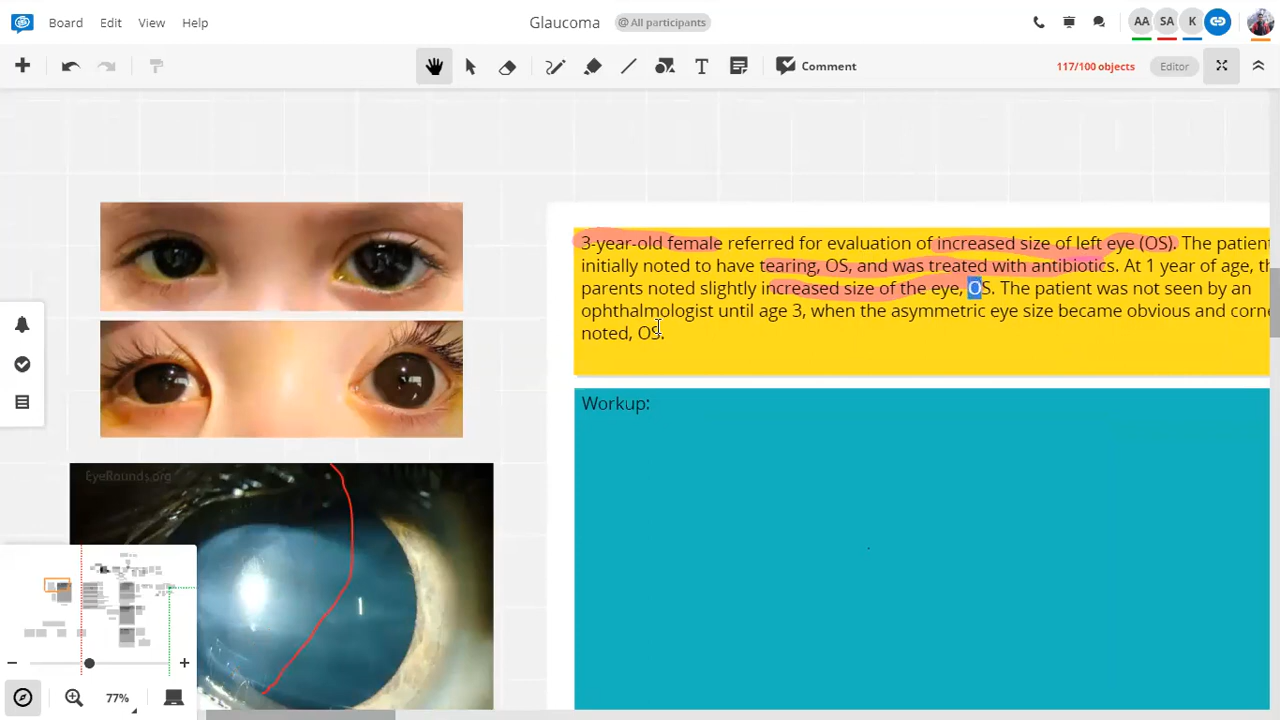 Board Edit View Help
Glaucoma
@ All participants
AA SA K
Comment
117/100 objects
Editor
3-year-old female referred for evaluation of increased size of left eye (OS). The patient
initially noted to have tearing, OS, and was treated with antibiotics. At 1 year of age,
parents noted slightly increased size of the eye, OS. The patient was not seen by an
ophthalmologist until age 3, when the asymmetric eye size became obvious and
noted, OS.
Workup:
EyeRounds.org
77%